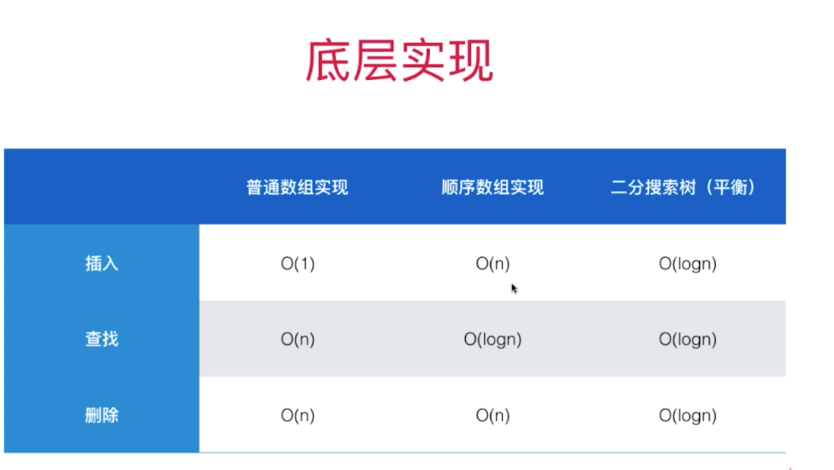 底层实现
普通数组实现 顺序数组实现 二分搜索树（平衡）
插入 O(1) O(n) O(logn)
查找 O(n) O(logn) O(logn)
删除 O(n) O(n) O(logn)